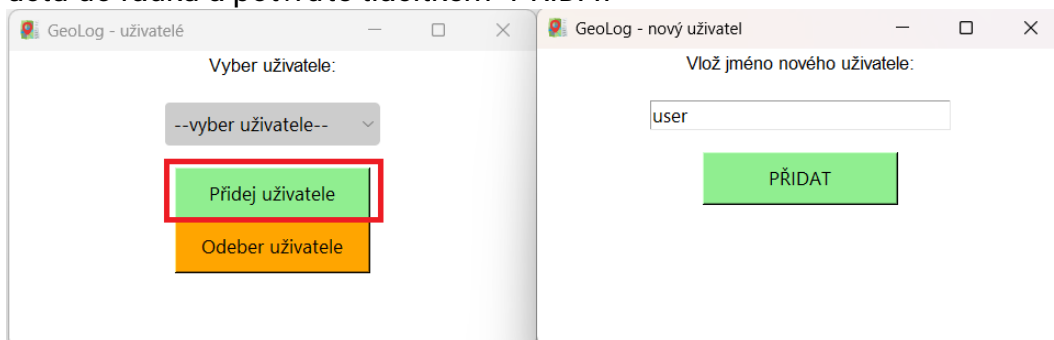 GeoLog - uživatelé
Vyber uživatele:
--vyber uživatele--
Přidej uživatele
Odeber uživatele
GeoLog - nový uživatel
Vlož jméno nového uživatele:
user
PŘIDAT